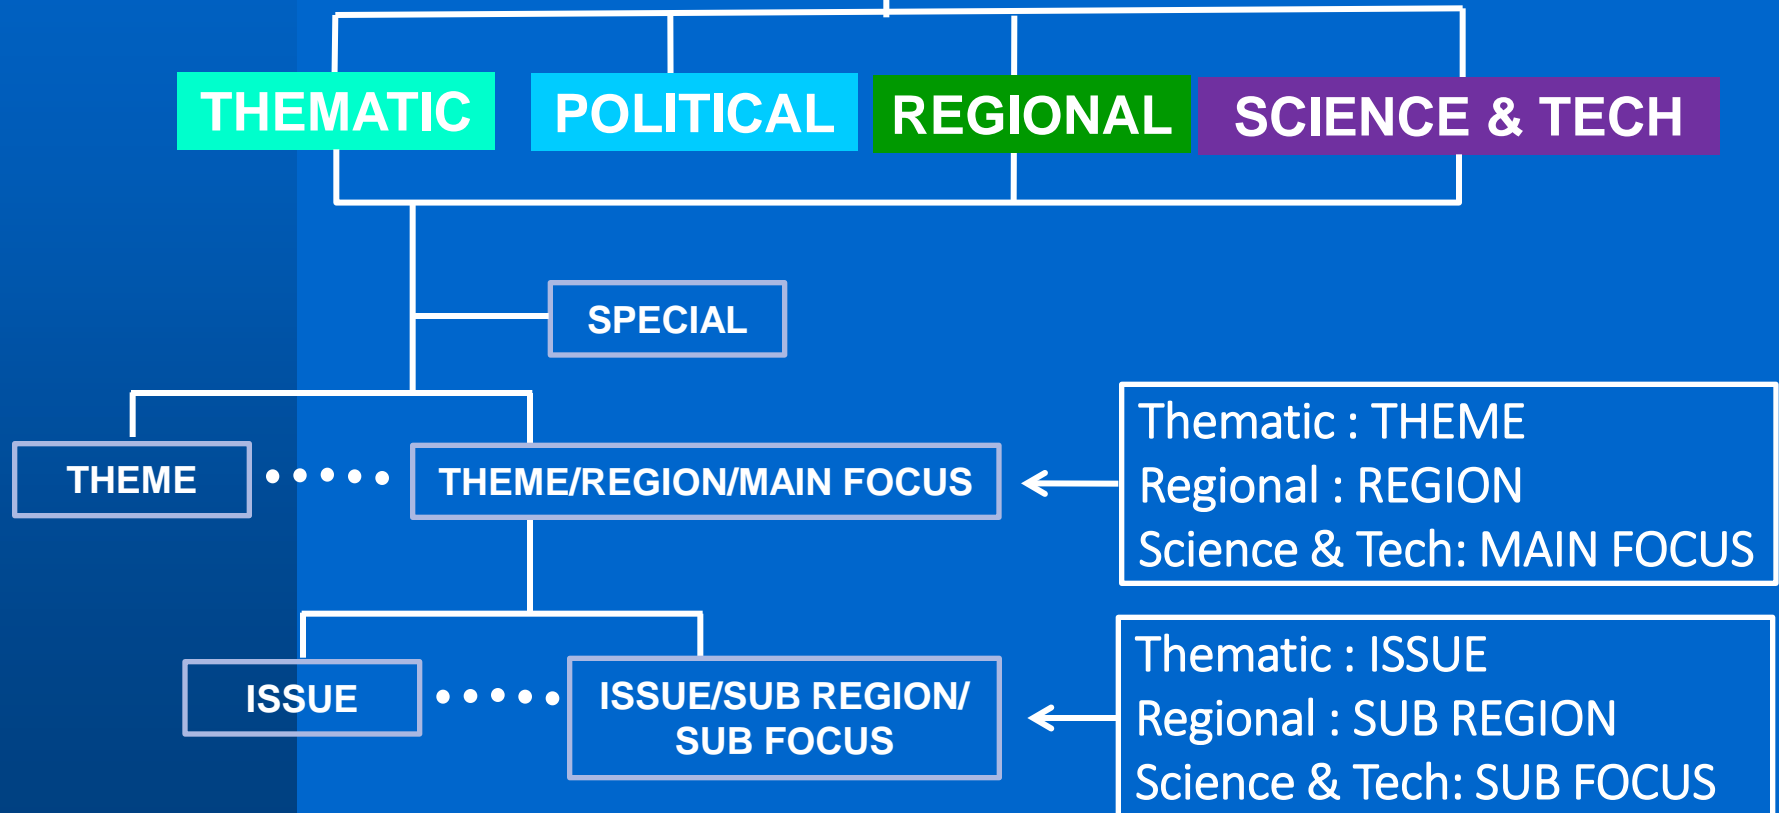 THEMATIC
POLITICAL
REGIONAL
SCIENCE & TECH
SPECIAL
THEME
THEME/REGION/MAIN FOCUS
Thematic : THEME
Regional : REGION
Science & Tech: MAIN FOCUS
ISSUE
ISSUE/SUB REGION/
SUB FOCUS
Thematic : ISSUE
Regional : SUB REGION
Science & Tech: SUB FOCUS